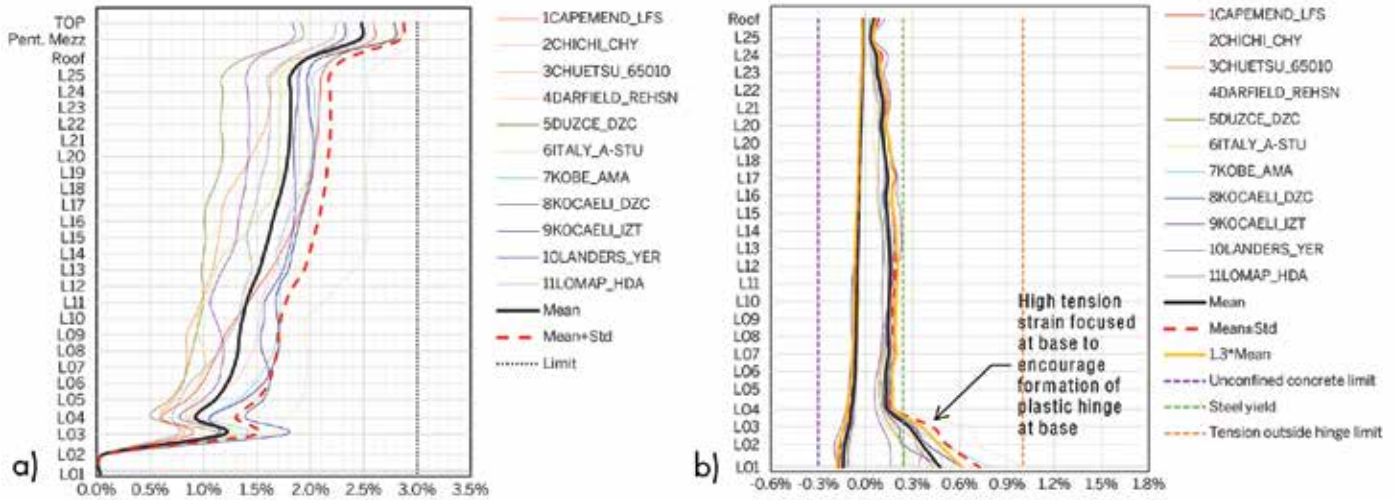 TOP
Pent. Mezz
Roof
L25
L24
L23
L22
L21
L20
L19
L18
L17
L16
L15
L14
L13
L12
L11
L10
L09
L08
L07
L06
L05
L04
L03
L02
L01
0.0%
0.5%
1.0%
1.5%
2.0%
2.5%
3.0%
3.5%
a)
1CAPEMEND_LFS
2CHICHI_CHY
3CHUETSU_65010
4DARFIELD_REHSN
5DUZCE_DZC
6ITALY_A-STU
7KOBE_AMA
8KOCAELI_DZC
9KOCAELI_IZT
10LANDERS_YER
11LOMAP_HDA
Mean
Mean+Std
Limit
b)
Roof
L25
L24
L23
L22
L21
L20
L19
L18
L17
L16
L15
L14
L13
L12
L11
L10
L09
L08
L07
L06
L05
L04
L03
L02
L01
-0.6%
-0.3%
0.0%
0.3%
0.6%
0.9%
1.2%
1.5%
1.8%
High tension
strain focused
at base to
encourage
formation of
plastic hinge
at base
1CAPEMEND_LFS
2CHICHI_CHY
3CHUETSU_65010
4DARFIELD_REHSN
5DUZCE_DZC
6ITALY_A-STU
7KOBE_AMA
8KOCAELI_DZC
9KOCAELI_IZT
10LANDERS_YER
11LOMAP_HDA
Mean
Mean±Std
1.3*Mean
Unconfined concrete limit
Steel yield
Tension outside hinge limit